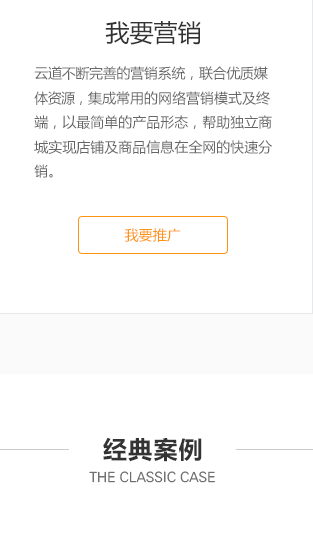 我要营销
云道不断完善的营销系统，联合优质媒
体资源，集成常用的网络营销模式及终
端，以最简单的产品形态，帮助独立商
城实现店铺及商品信息在全网的快速分
销。
我要推广
经典案例
THE CLASSIC CASE